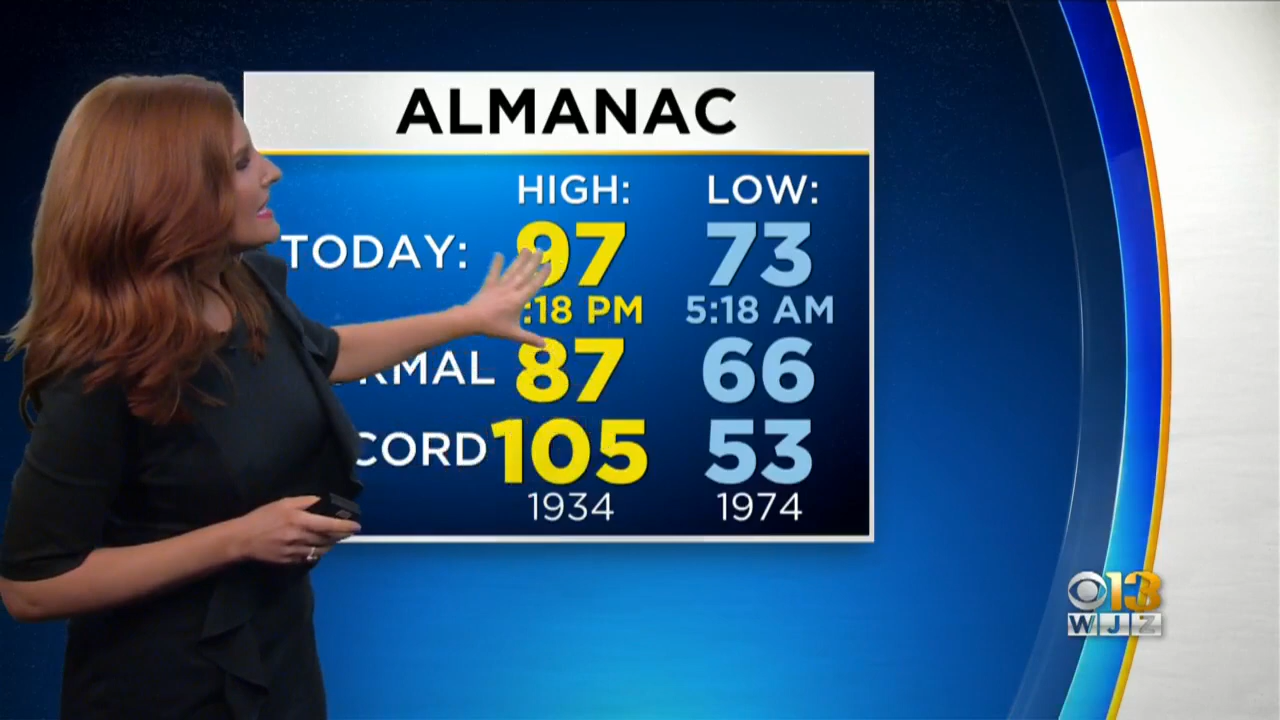 ALMANAC
HIGH: LOW:
TODAY: 97 73
:18 PM 5:18 AM
RMAL 87 66
CORD 105 53
1934 1974
13
WJZ